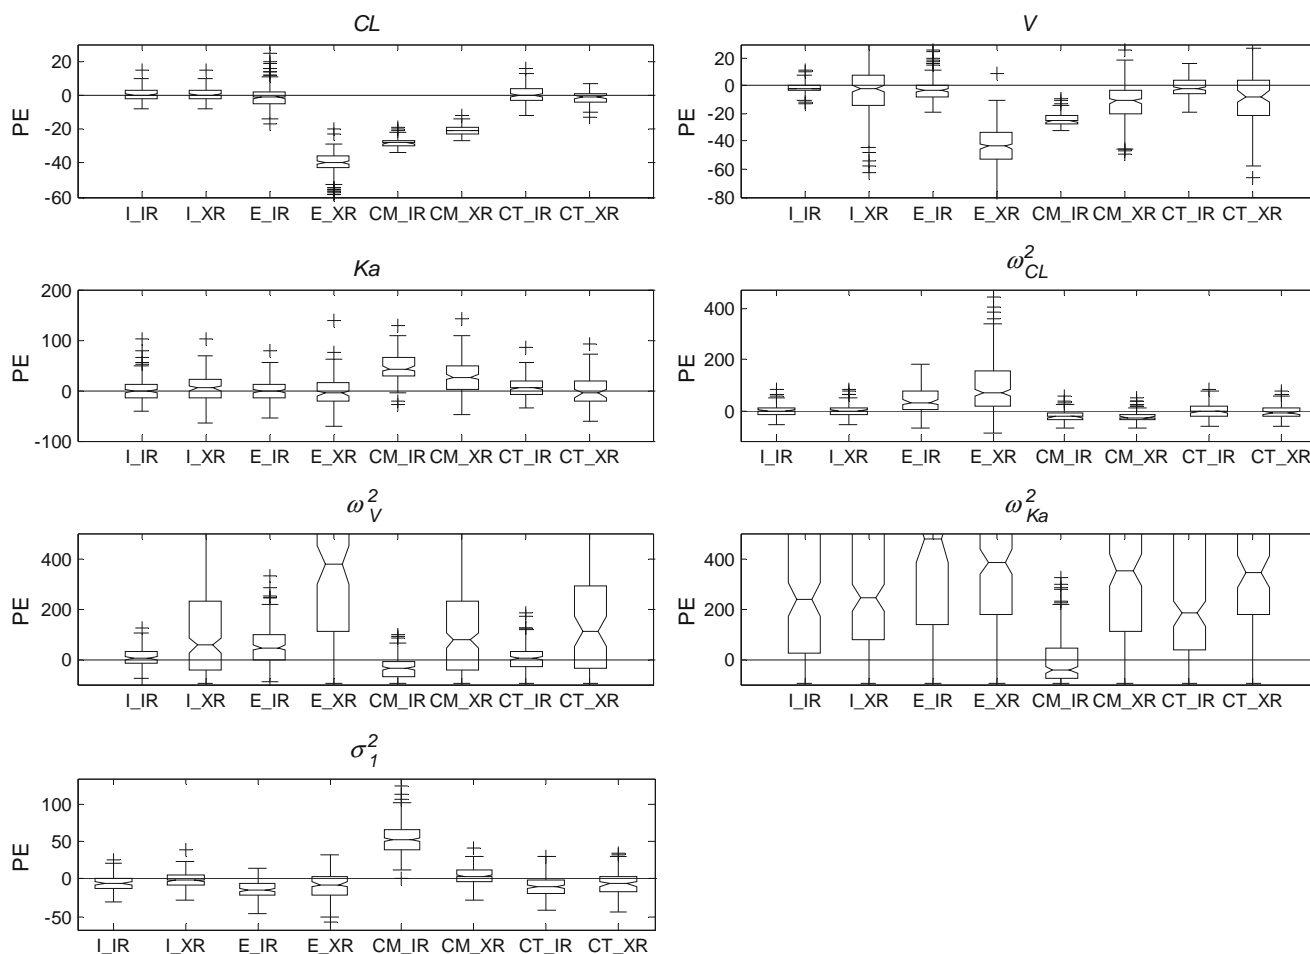 CL
PE
20
0
-20
-40
-60
I_IR I_XR E_IR E_XR CM_IR CM_XR CT_IR CT_XR
V
PE
20
0
-20
-40
-60
-80
I_IR I_XR E_IR E_XR CM_IR CM_XR CT_IR CT_XR
Ka
PE
200
100
0
-100
I_IR I_XR E_IR E_XR CM_IR CM_XR CT_IR CT_XR
ω²CL
PE
400
200
0
I_IR I_XR E_IR E_XR CM_IR CM_XR CT_IR CT_XR
ω²V
PE
400
200
0
I_IR I_XR E_IR E_XR CM_IR CM_XR CT_IR CT_XR
ω²Ka
PE
400
200
0
I_IR I_XR E_IR E_XR CM_IR CM_XR CT_IR CT_XR
σ²1
PE
100
50
0
-50
I_IR I_XR E_IR E_XR CM_IR CM_XR CT_IR CT_XR